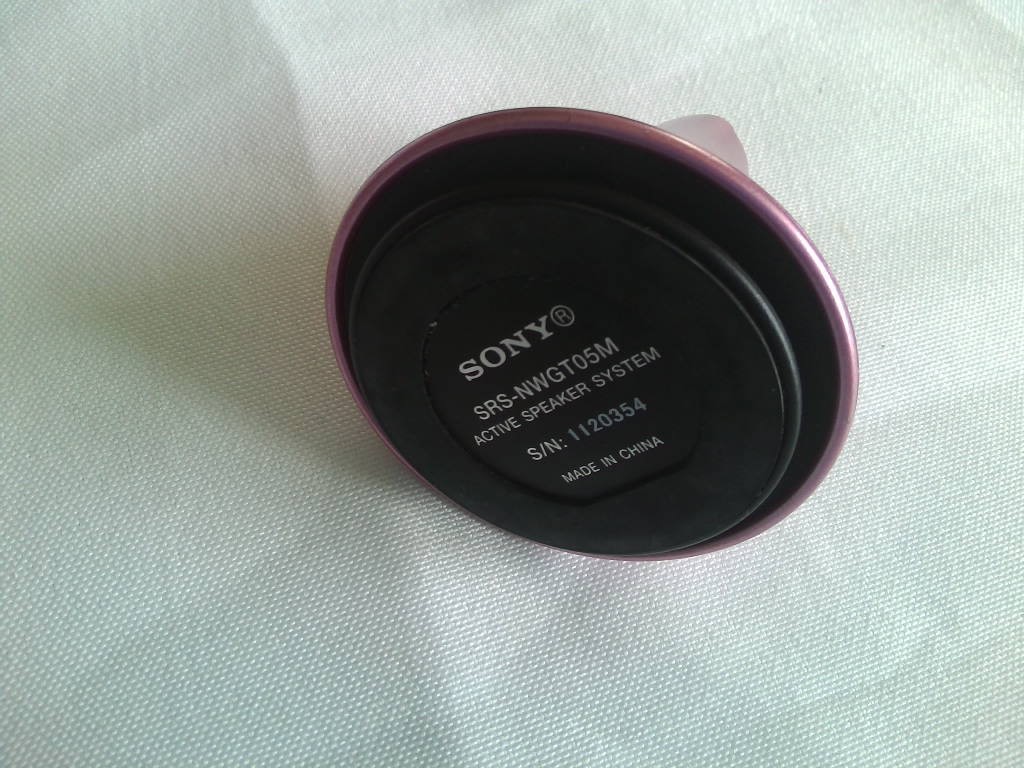 SONY®
SRS-NWGT05M
ACTIVE SPEAKER SYSTEM
S/N: 1120354
MADE IN CHINA